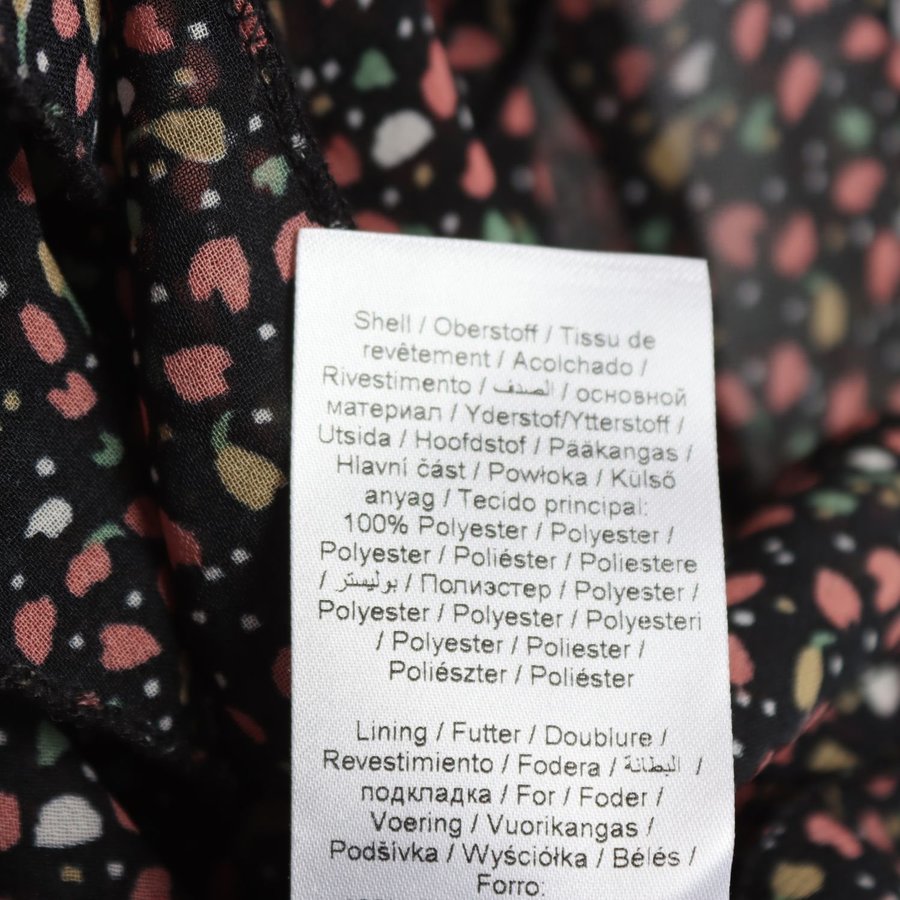 Shell / Oberstoff / Tissu de
revêtement / Acolchado /
Rivestimento / الصدف / основной
материал / Yderstof/Ytterstoff /
Utsida / Hoofdstof / Pääkangas /
Hlavní část / Powłoka / Külső
anyag / Tecido principal:
100% Polyester / Polyester /
Polyester / Poliéster / Poliestere
/ بوليستر / Полиэстер / Polyester /
Polyester / Polyester / Polyesteri
/ Polyester / Poliester /
Poliészter / Poliéster
Lining / Futter / Doublure /
Revestimiento / Fodera / البطانة /
подкладка / For / Foder /
Voering / Vuorikangas /
Podšívka / Wyściółka / Bélés /
Forro: